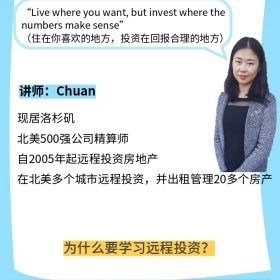 “Live where you want, but invest where the
numbers make sense”
（住在你喜欢的地方，投资在回报合理的地方）
讲师：Chuan
现居洛杉矶
北美500强公司精算师
自2005年起远程投资房地产
在北美多个城市远程投资，并出租管理20多个房产
为什么要学习远程投资？